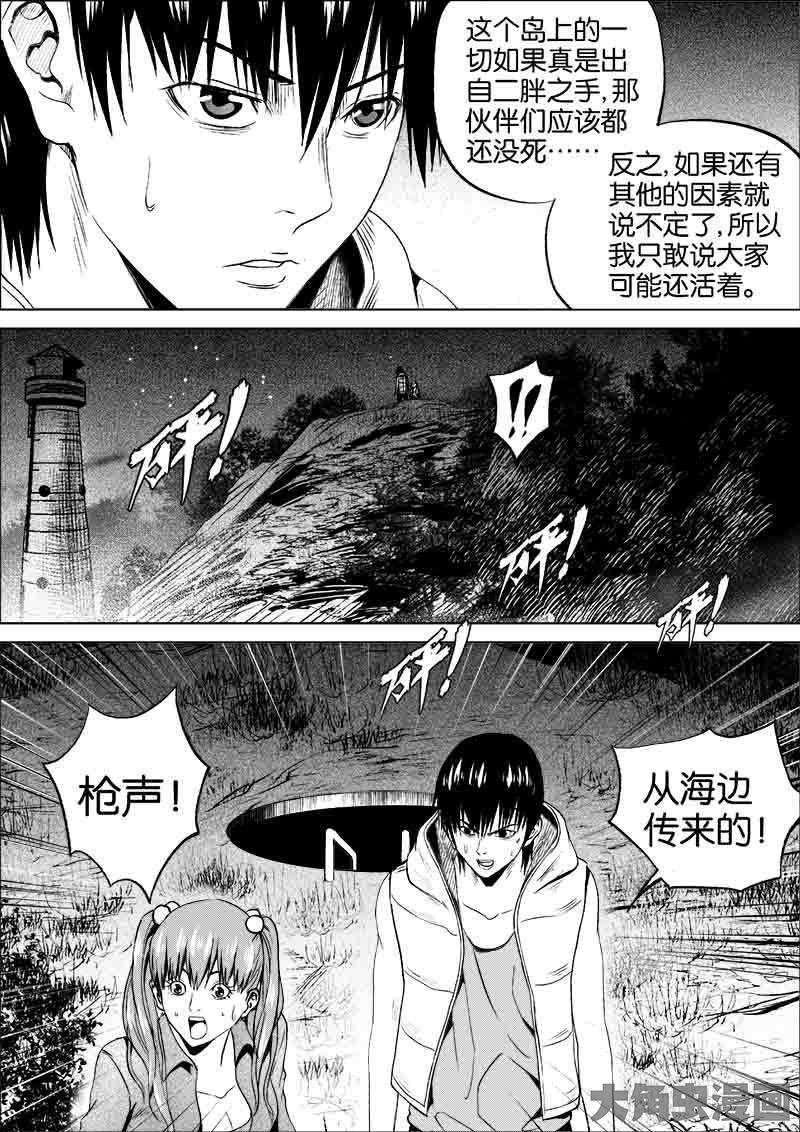 这个岛上的一
切如果真是出
自二胖之手,那
伙伴们应该都
还没死……
反之,如果还有
其他的因素就
说不定了,所以
我只敢说大家
可能还活着。
砰!
!!
砰!
砰!
砰!
枪声!
从海边
传来的!
大角虫漫画